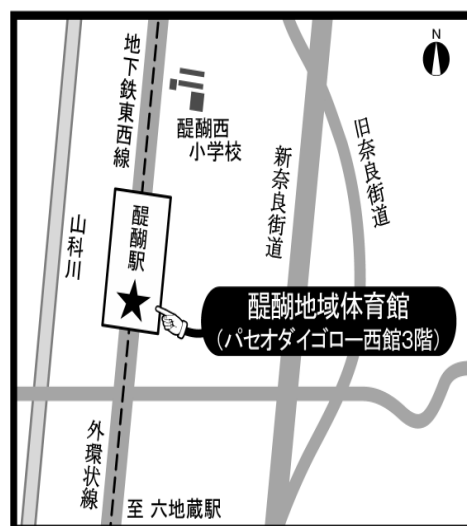 N
地下鉄東西線
醍醐西
小学校
旧奈良街道
新奈良街道
山科川
醍醐駅
醍醐地域体育館
(パセオダイゴロー西館3階)
外環状線
至 六地蔵駅